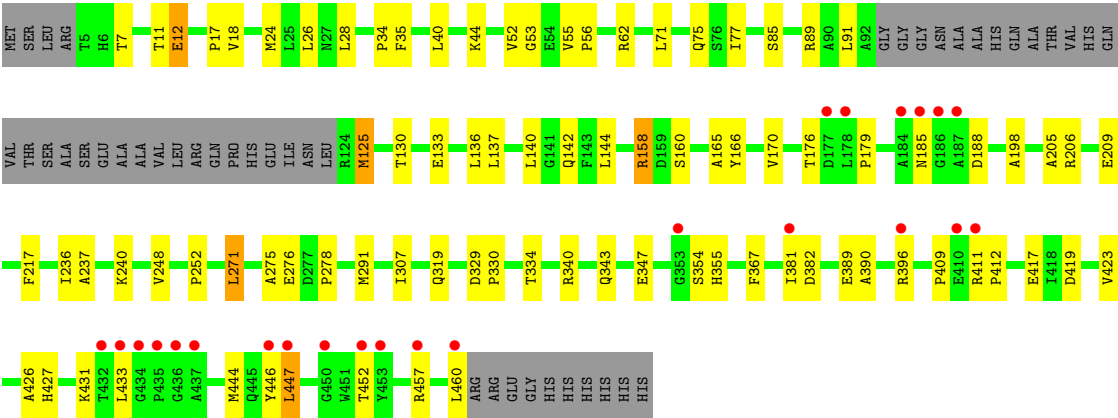 MET SER LEU ARG T5 H6 T7 T11 E12 P17 V18 M24 L25 L26 N27 L28 P34 F35 L40 K44 V52 G53 E54 V55 P56 R62 L71 Q75 S76 I77 S85 R89 A90 L91 A92 GLY GLY GLY ASN ALA ALA HIS GLN ALA THR VAL HIS GLN
VAL THR SER ALA SER GLU ALA ALA VAL LEU ARG GLN PRO HIS GLU ILE ASN LEU R124 M125 T130 E133 L136 L137 L140 G141 Q142 F143 L144 R158 D159 S160 A165 Y166 V170 T176 D177 L178 P179 A184 N185 G186 A187 D188 A198 A205 R206 E209
F217 I236 A237 K240 V248 P252 L271 A275 E276 D277 P278 M291 I307 Q319 D329 P330 T334 R340 Q343 E347 G353 S354 H355 F367 I381 D382 E389 A390 R396 P409 E410 R411 P412 E417 I418 D419 V423
A426 H427 K431 T432 L433 G434 P435 G436 A437 M444 Q445 Y446 L447 G450 W451 T452 Y453 R457 L460 ARG ARG GLU GLY HIS HIS HIS HIS HIS HIS